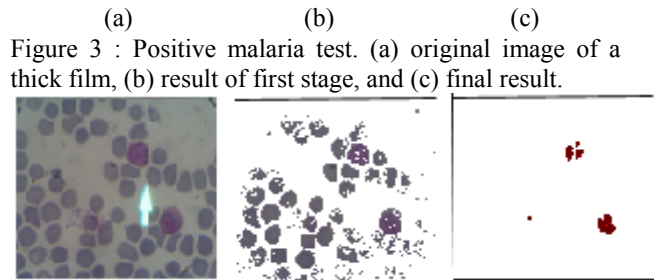 (a) (b) (c)
Figure 3 : Positive malaria test. (a) original image of a
thick film, (b) result of first stage, and (c) final result.